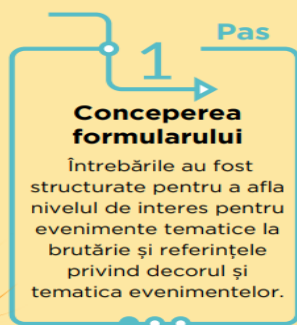 Pas
1
Conceperea
formularului
Întrebările au fost
structurate pentru a afla
nivelul de interes pentru
evenimente tematice la
brutărie și referințele
privind decorul și
tematica evenimentelor.